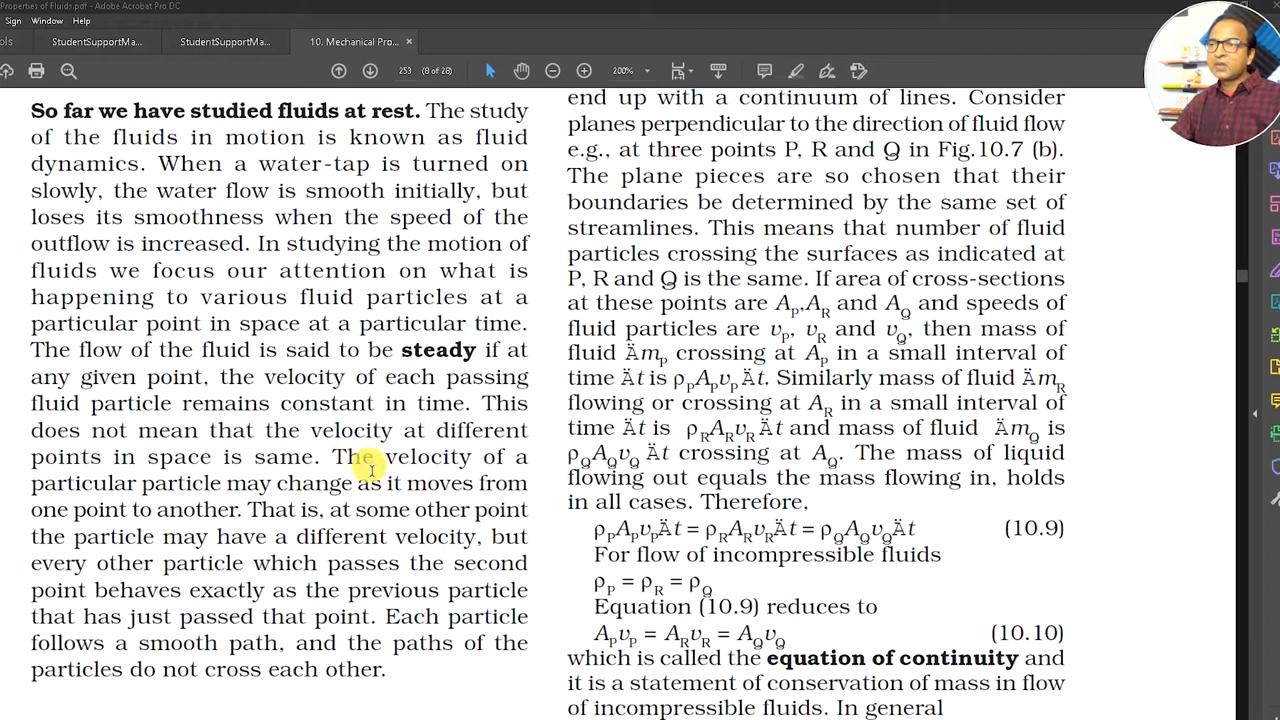 Properties of Fluids.pdf - Adobe Acrobat Pro DC
Sign Window Help
ols StudentSupportMa... StudentSupportMa... 10. Mechanical Pro... ×
253 (8 of 28) 200%
So far we have studied fluids at rest. The study
of the fluids in motion is known as fluid
dynamics. When a water-tap is turned on
slowly, the water flow is smooth initially, but
loses its smoothness when the speed of the
outflow is increased. In studying the motion of
fluids we focus our attention on what is
happening to various fluid particles at a
particular point in space at a particular time.
The flow of the fluid is said to be steady if at
any given point, the velocity of each passing
fluid particle remains constant in time. This
does not mean that the velocity at different
points in space is same. The velocity of a
particular particle may change as it moves from
one point to another. That is, at some other point
the particle may have a different velocity, but
every other particle which passes the second
point behaves exactly as the previous particle
that has just passed that point. Each particle
follows a smooth path, and the paths of the
particles do not cross each other.
end up with a continuum of lines. Consider
planes perpendicular to the direction of fluid flow
e.g., at three points P, R and Q in Fig.10.7 (b).
The plane pieces are so chosen that their
boundaries be determined by the same set of
streamlines. This means that number of fluid
particles crossing the surfaces as indicated at
P, R and Q is the same. If area of cross-sections
at these points are A_P,A_R and A_Q and speeds of
fluid particles are v_P, v_R and v_Q, then mass of
fluid Äm_P crossing at A_P in a small interval of
time Ät is ρ_PA_Pv_P Ät. Similarly mass of fluid Äm_R
flowing or crossing at A_R in a small interval of
time Ät is ρ_RA_Rv_R Ät and mass of fluid Äm_Q is
ρ_QA_Qv_Q Ät crossing at A_Q. The mass of liquid
flowing out equals the mass flowing in, holds
in all cases. Therefore,
ρ_PA_Pv_PÄt = ρ_RA_Rv_RÄt = ρ_QA_Qv_QÄt (10.9)
For flow of incompressible fluids
ρ_P = ρ_R = ρ_Q
Equation (10.9) reduces to
A_Pv_P = A_Rv_R = A_Qv_Q (10.10)
which is called the equation of continuity and
it is a statement of conservation of mass in flow
of incompressible fluids. In general